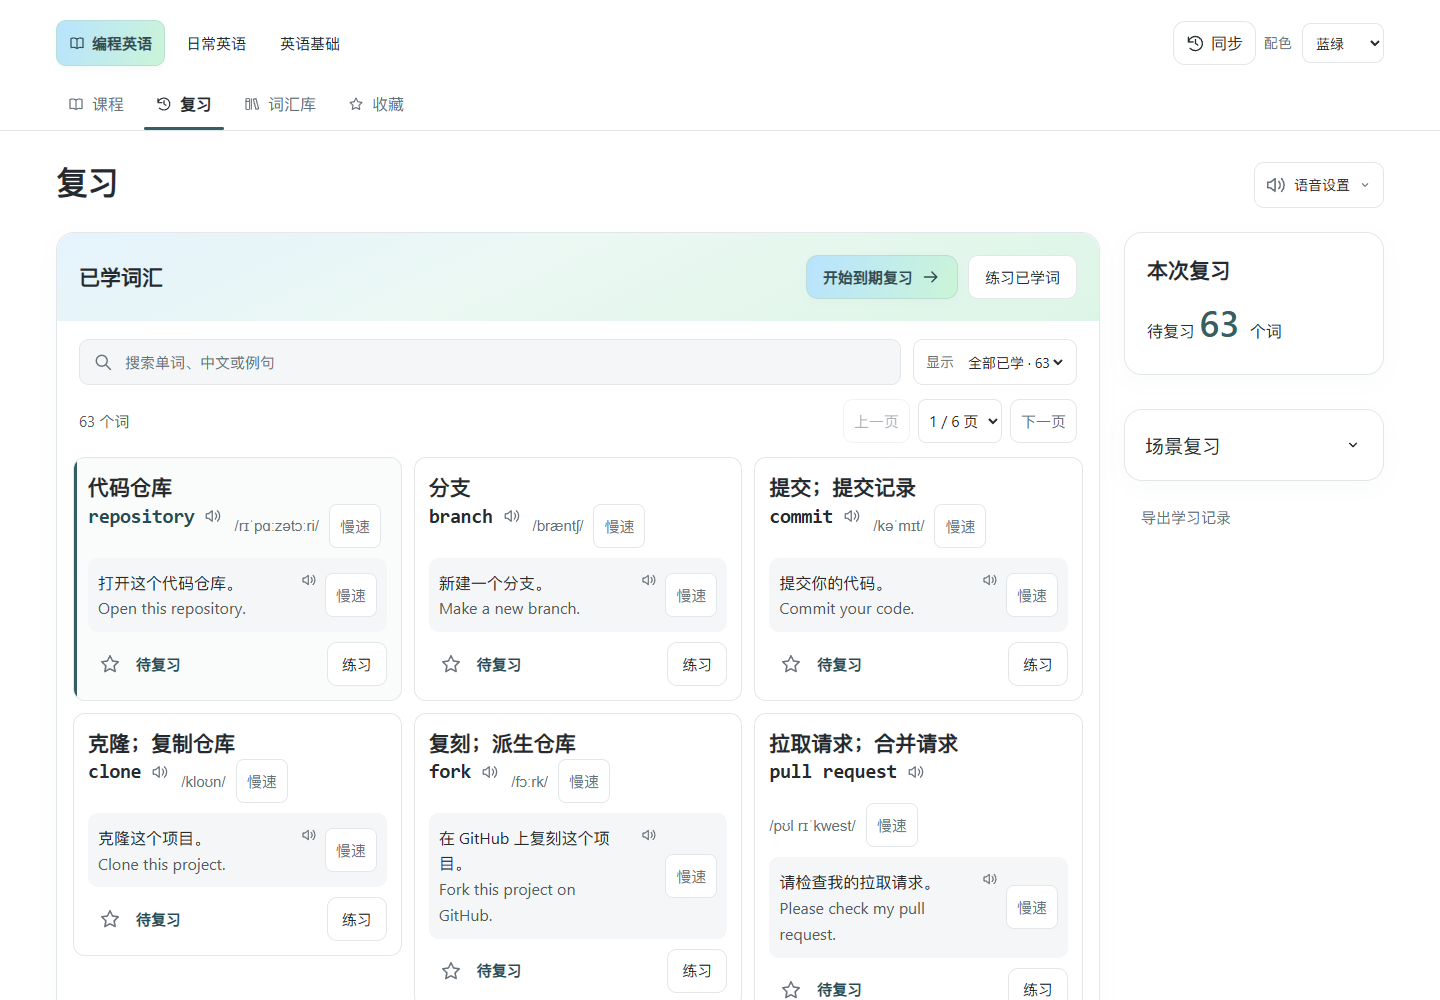 编程英语 日常英语 英语基础 同步 配色 蓝绿
课程 复习 词汇库 收藏
复习 语音设置
已学词汇 开始到期复习 练习已学词
搜索单词、中文或例句 显示 全部已学 · 63
63 个词 上一页 1 / 6 页 下一页
代码仓库
repository /rɪˈpɑːzətɔːri/ 慢速
打开这个代码仓库。
Open this repository. 慢速
待复习 练习
分支
branch /bræntʃ/ 慢速
新建一个分支。
Make a new branch. 慢速
待复习 练习
提交；提交记录
commit /kəˈmɪt/ 慢速
提交你的代码。
Commit your code. 慢速
待复习 练习
克隆；复制仓库
clone /kloʊn/ 慢速
克隆这个项目。
Clone this project. 慢速
待复习 练习
复刻；派生仓库
fork /fɔːrk/ 慢速
在 GitHub 上复刻这个项
目。
Fork this project on
GitHub. 慢速
待复习 练习
拉取请求；合并请求
pull request
/pʊl rɪˈkwest/ 慢速
请检查我的拉取请求。
Please check my pull
request. 慢速
待复习 练习
本次复习
待复习 63 个词
场景复习
导出学习记录